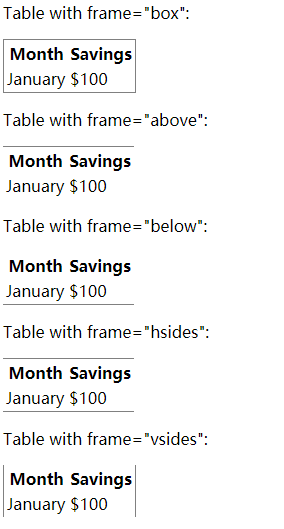 Table with frame="box":
Month Savings
January $100
Table with frame="above":
Month Savings
January $100
Table with frame="below":
Month Savings
January $100
Table with frame="hsides":
Month Savings
January $100
Table with frame="vsides":
Month Savings
January $100